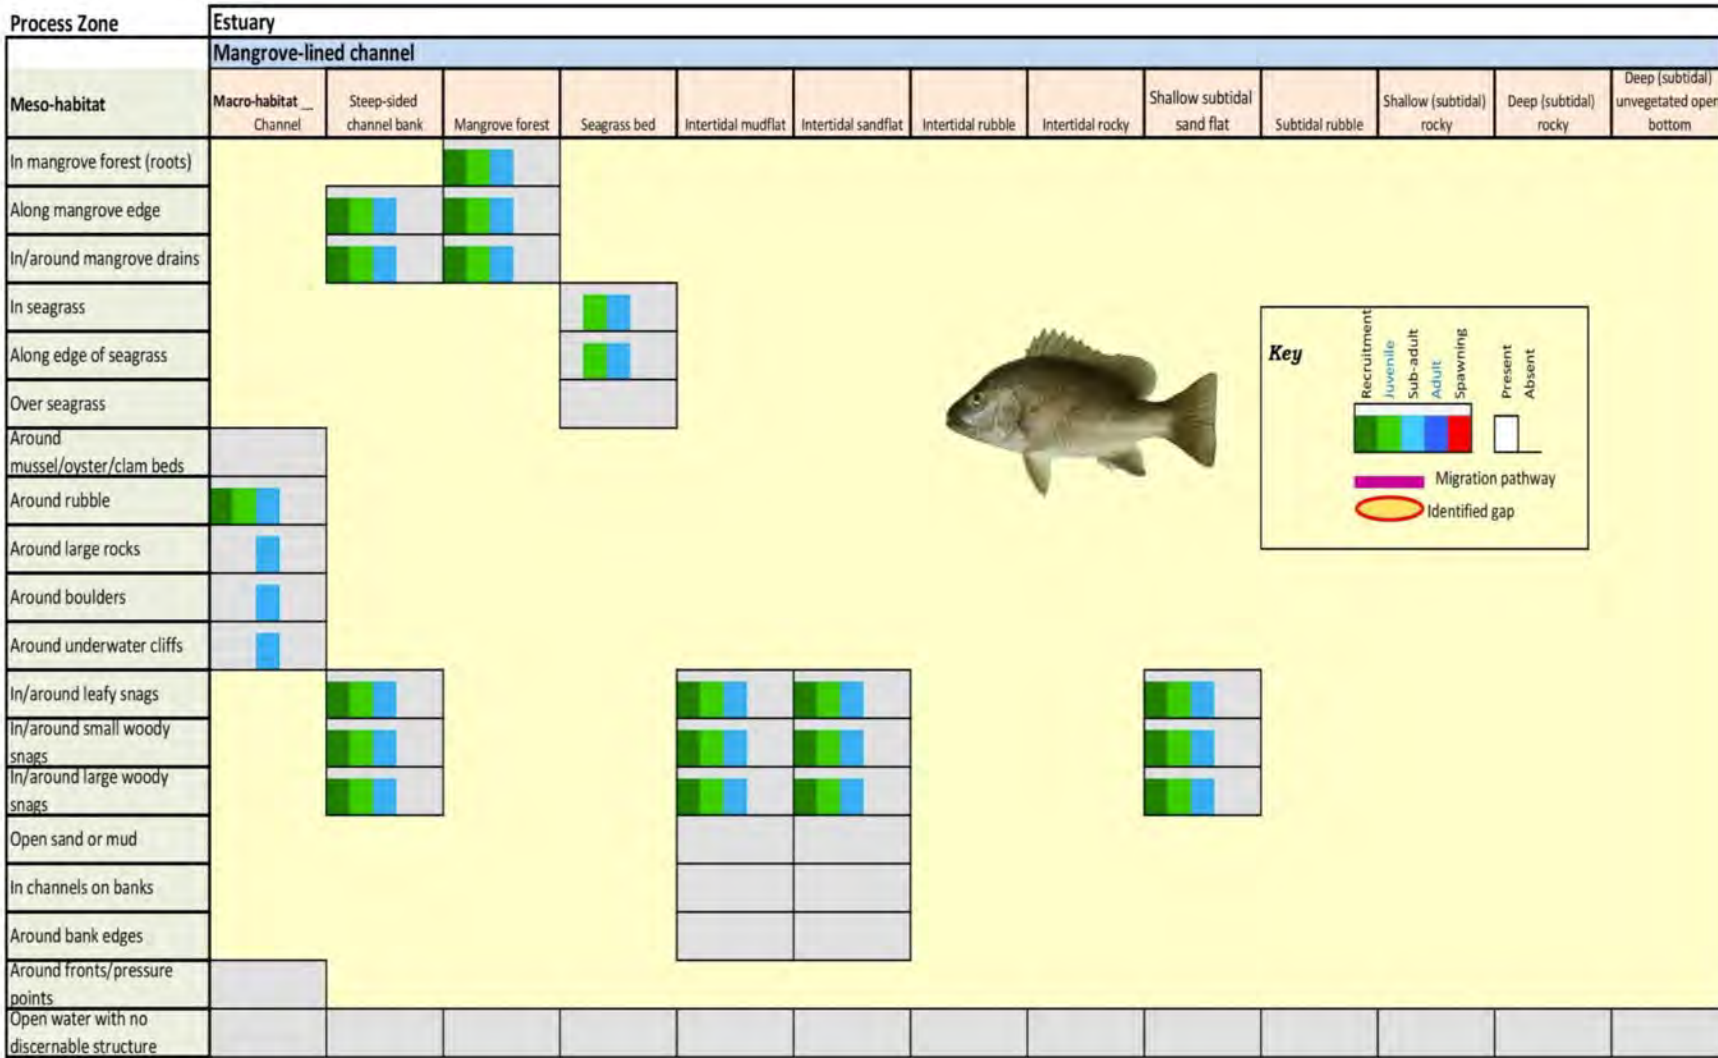 Process Zone
Estuary
Mangrove-lined channel
Meso-habitat
Macro-habitat __
Channel
Steep-sided
channel bank
Mangrove forest
Seagrass bed
Intertidal mudflat
Intertidal sandflat
Intertidal rubble
Intertidal rocky
Shallow subtidal
sand flat
Subtidal rubble
Shallow (subtidal)
rocky
Deep (subtidal)
rocky
Deep (subtidal)
unvegetated open
bottom
In mangrove forest (roots)
Along mangrove edge
In/around mangrove drains
In seagrass
Along edge of seagrass
Over seagrass
Around
mussel/oyster/clam beds
Around rubble
Around large rocks
Around boulders
Around underwater cliffs
In/around leafy snags
In/around small woody
snags
In/around large woody
snags
Open sand or mud
In channels on banks
Around bank edges
Around fronts/pressure
points
Open water with no
discernable structure
Key
Recruitment
Juvenile
Sub-adult
Adult
Spawning
Present
Absent
Migration pathway
Identified gap